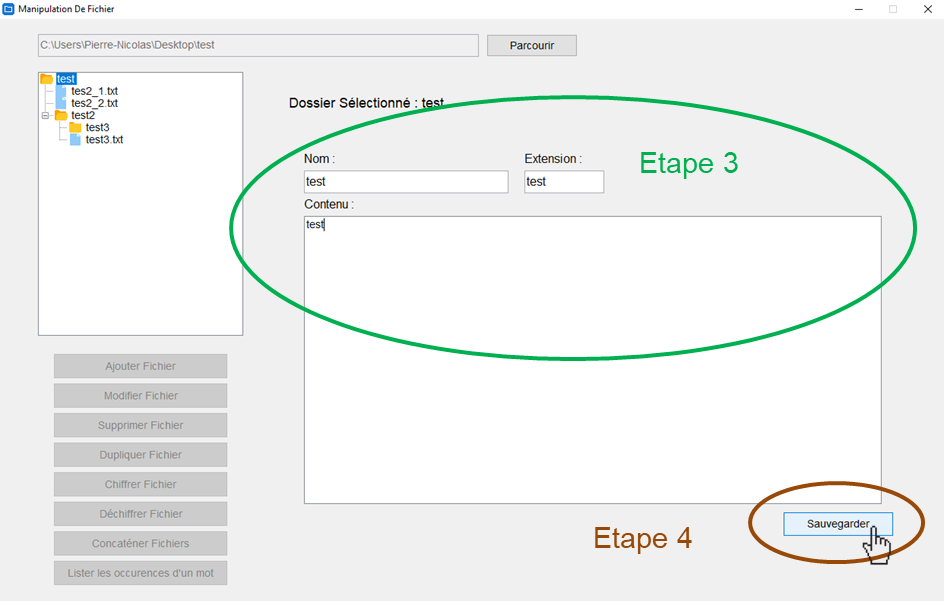 Manipulation De Fichier
C:\Users\Pierre-Nicolas\Desktop\test
Parcourir
test
tes2_1.txt
tes2_2.txt
test2
test3
test3.txt
Dossier Sélectionné : test
Nom :
Extension :
Etape 3
test
test
Contenu :
test
Ajouter Fichier
Modifier Fichier
Supprimer Fichier
Dupliquer Fichier
Chiffrer Fichier
Déchiffrer Fichier
Concaténer Fichiers
Lister les occurences d'un mot
Etape 4
Sauvegarder